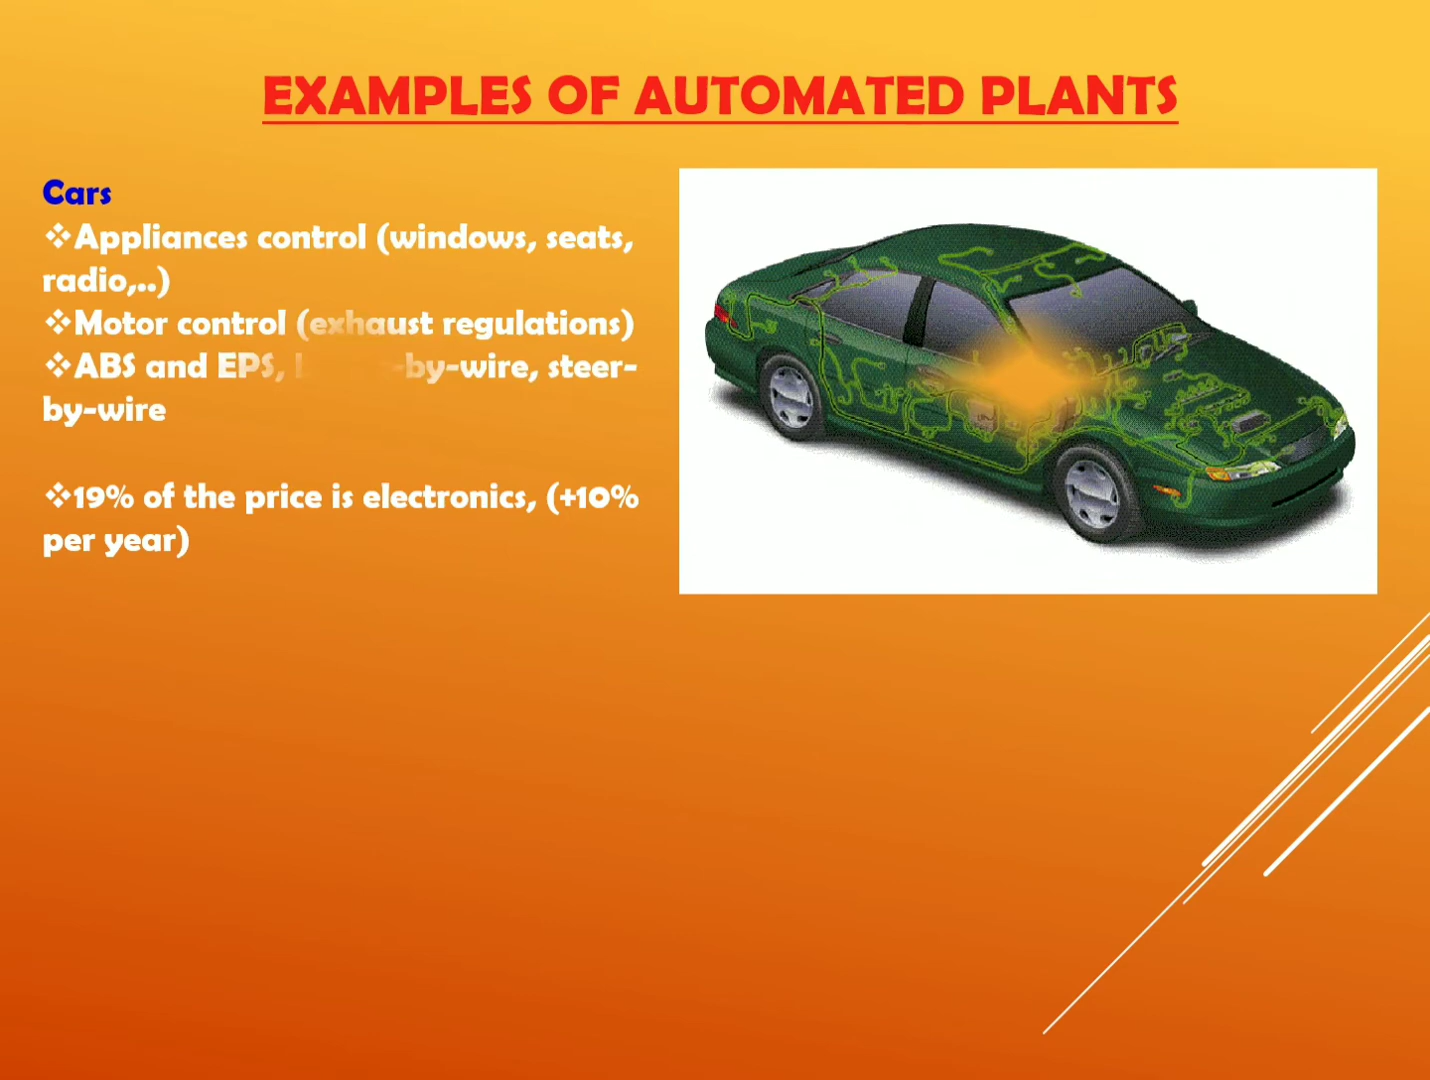 EXAMPLES OF AUTOMATED PLANTS
Cars
❖Appliances control (windows, seats,
radio,..)
❖Motor control (exhaust regulations)
❖ABS and EPS, -by-wire, steer-
by-wire
❖19% of the price is electronics, (+10%
per year)